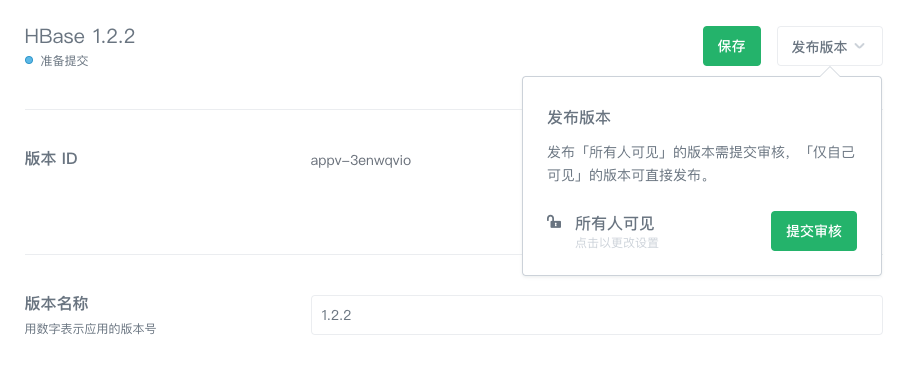 HBase 1.2.2
准备提交
保存
发布版本
发布版本
发布「所有人可见」的版本需提交审核，「仅自己
可见」的版本可直接发布。
所有人可见
点击以更改设置
提交审核
版本 ID
appv-3enwqvio
版本名称
用数字表示应用的版本号
1.2.2